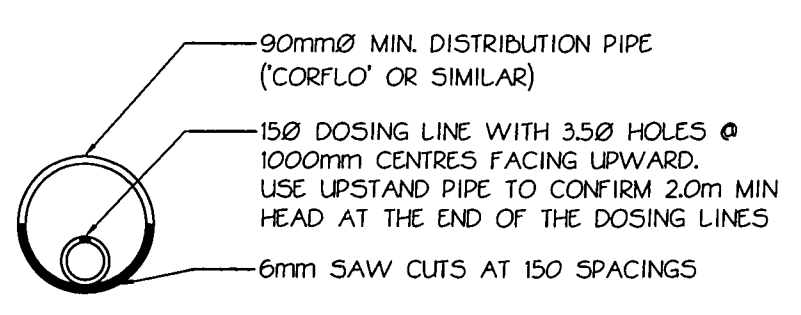 90mmØ MIN. DISTRIBUTION PIPE
('CORFLO' OR SIMILAR)
15Ø DOSING LINE WITH 3.5Ø HOLES @
1000mm CENTRES FACING UPWARD.
USE UPSTAND PIPE TO CONFIRM 2.0m MIN
HEAD AT THE END OF THE DOSING LINES
6mm SAW CUTS AT 150 SPACINGS